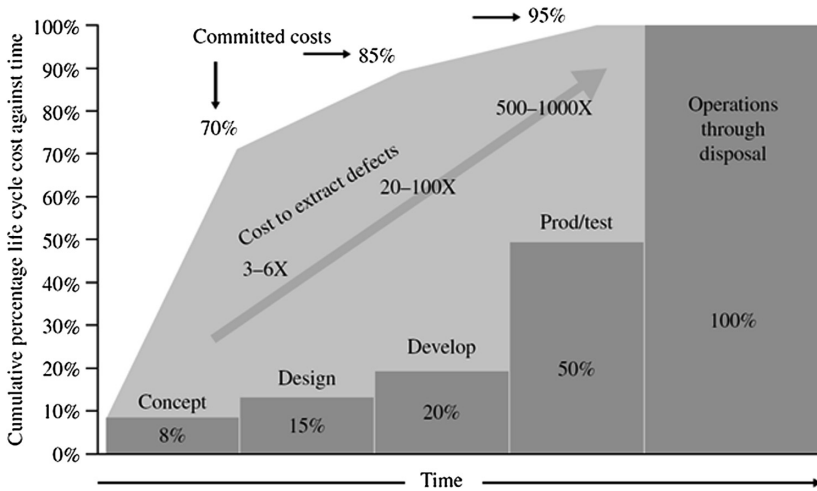 Cumulative percentage life cycle cost against time
100%
90%
80%
70%
60%
50%
40%
30%
20%
10%
0%
Committed costs
70%
85%
95%
Cost to extract defects
3–6X
20–100X
500–1000X
Concept
8%
Design
15%
Develop
20%
Prod/test
50%
Operations
through
disposal
100%
Time